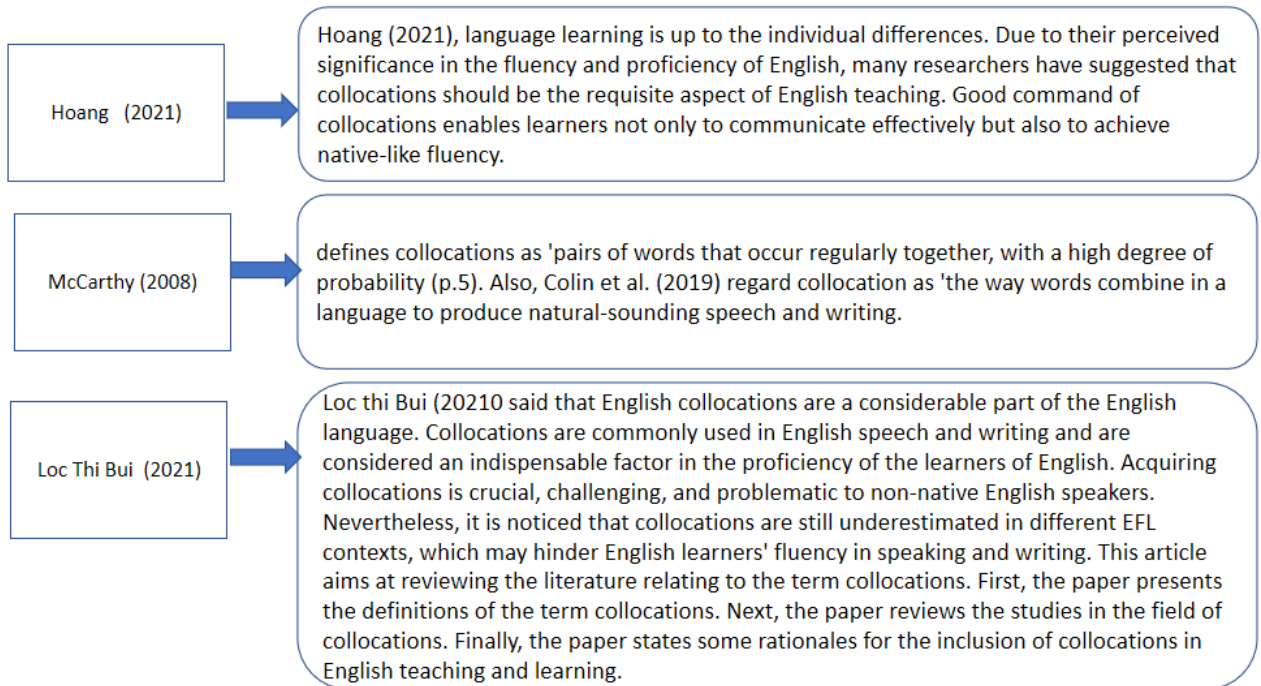 Hoang (2021)
Hoang (2021), language learning is up to the individual differences. Due to their perceived
significance in the fluency and proficiency of English, many researchers have suggested that
collocations should be the requisite aspect of English teaching. Good command of
collocations enables learners not only to communicate effectively but also to achieve
native-like fluency.
McCarthy (2008)
defines collocations as 'pairs of words that occur regularly together, with a high degree of
probability (p.5). Also, Colin et al. (2019) regard collocation as 'the way words combine in a
language to produce natural-sounding speech and writing.
Loc Thi Bui (2021)
Loc thi Bui (20210 said that English collocations are a considerable part of the English
language. Collocations are commonly used in English speech and writing and are
considered an indispensable factor in the proficiency of the learners of English. Acquiring
collocations is crucial, challenging, and problematic to non-native English speakers.
Nevertheless, it is noticed that collocations are still underestimated in different EFL
contexts, which may hinder English learners' fluency in speaking and writing. This article
aims at reviewing the literature relating to the term collocations. First, the paper presents
the definitions of the term collocations. Next, the paper reviews the studies in the field of
collocations. Finally, the paper states some rationales for the inclusion of collocations in
English teaching and learning.